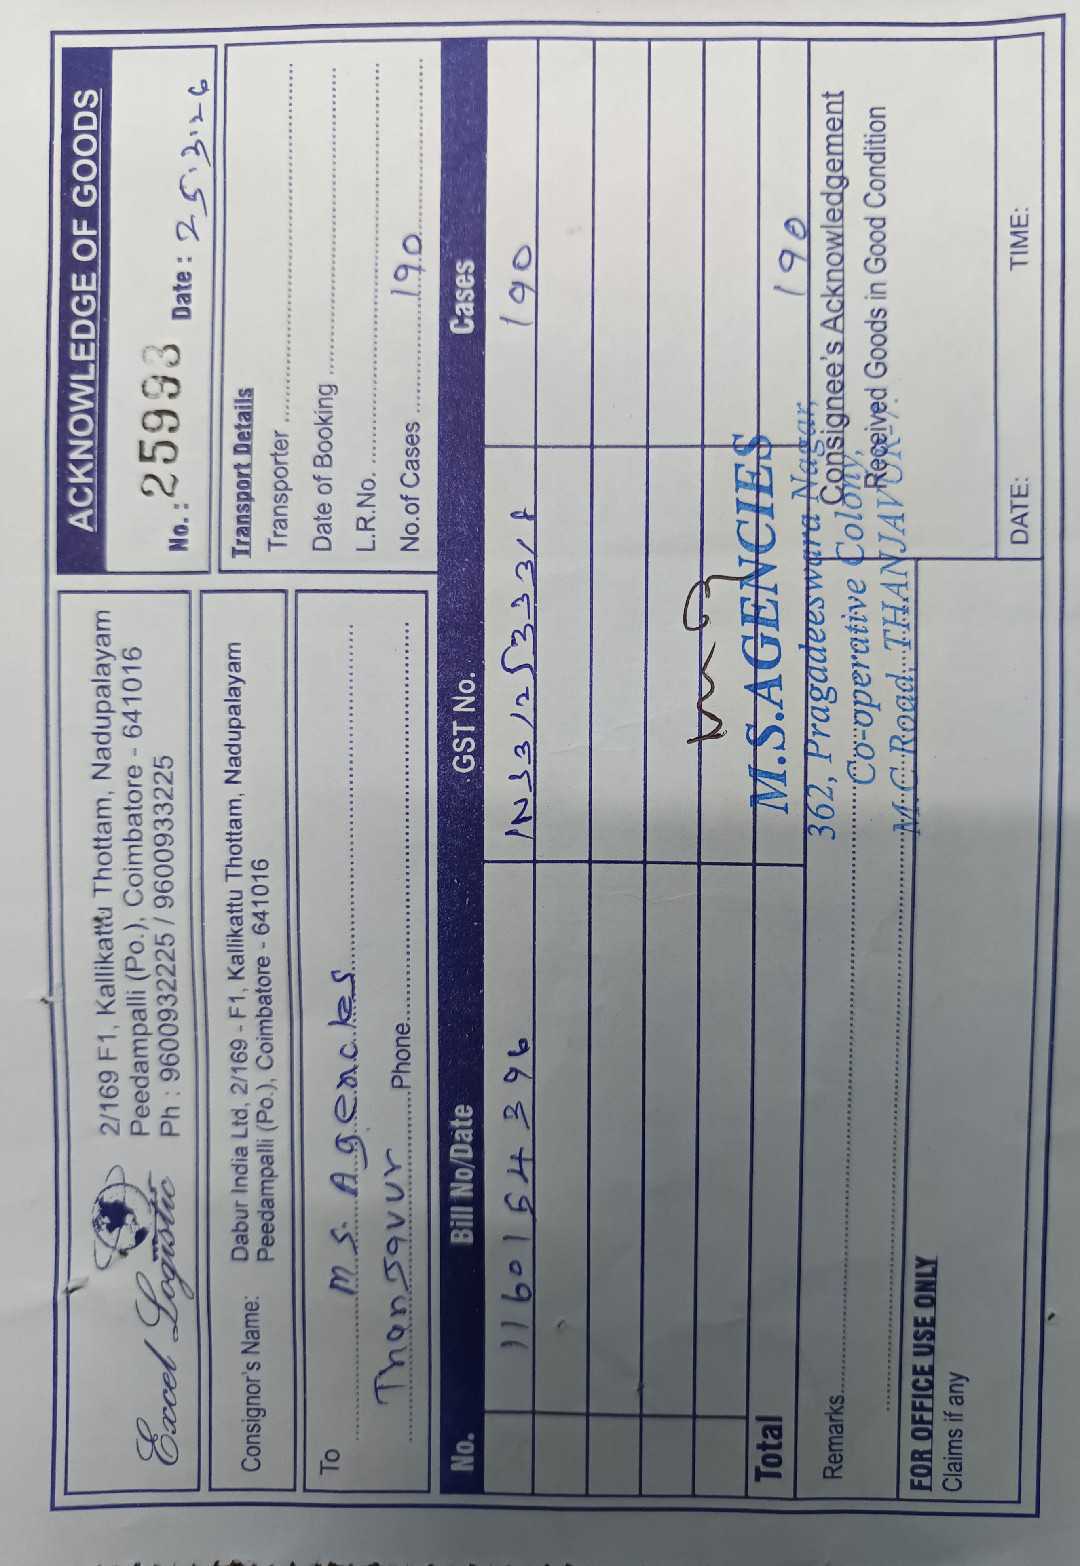 Excel Logistic
2/169 F1, Kallikattu Thottam, Nadupalayam
Peedampalli (Po.), Coimbatore - 641016
Ph : 9600932225 / 9600933225
ACKNOWLEDGE OF GOODS
No. : 25993 Date : 25.3.26
Consignor's Name: Dabur India Ltd, 2/169 - F1, Kallikattu Thottam, Nadupalayam
Peedampalli (Po.), Coimbatore - 641016
To
M.S. Agencies
Thanjavur Phone
Transport Details
Transporter
Date of Booking
L.R.No.
No.of Cases 190
No. Bill No/Date GST No. Cases
1160164396 190
Total 190
M.S.AGENCIES
362, Pragadeeswara Nagar,
Co-operative Colony,
M.C.Road, THANJAVUR-7.
Remarks
Consignee's Acknowledgement
Received Goods in Good Condition
FOR OFFICE USE ONLY
Claims if any
DATE: TIME: